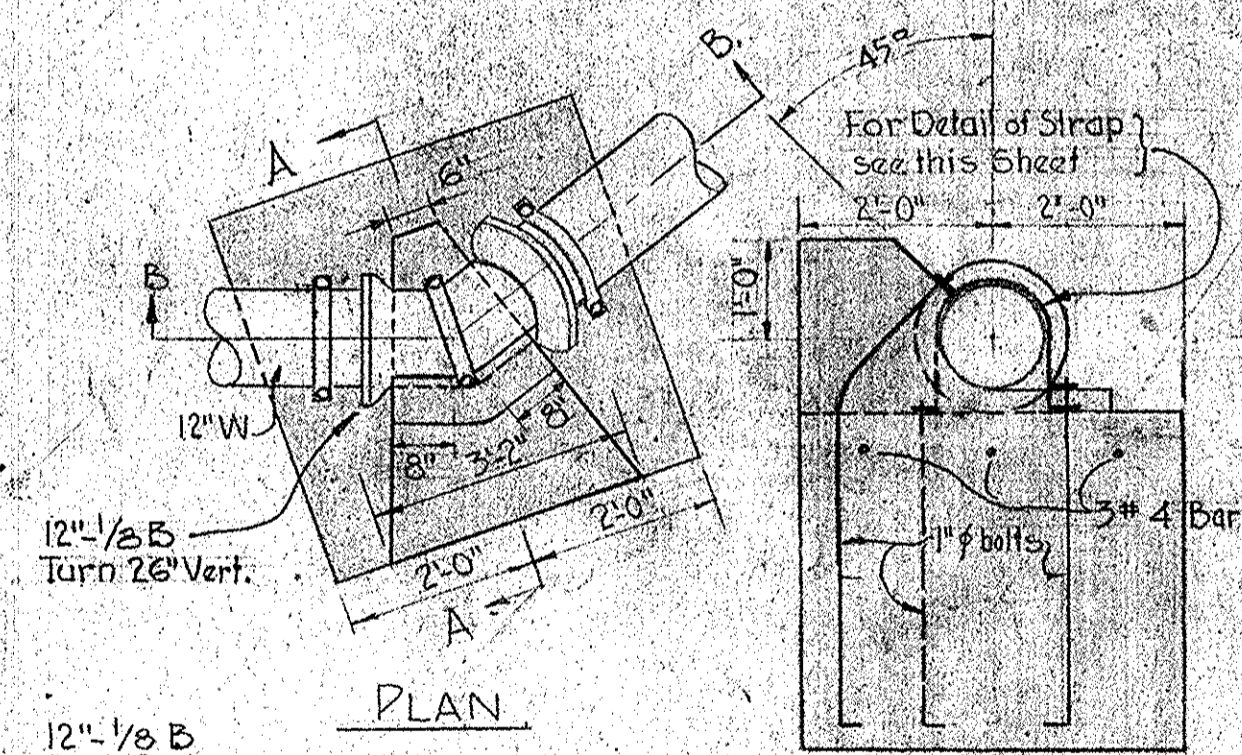 A
6"
B.
45°
For Detail of Strap
see this Sheet
2'-0"
2'-0"
1'-0"
B
12" W
8"
3'-2"
8"
12"-1/8 B
Turn 26" Vert.
2'-0"
2'-0"
A
1" φ bolts
3 # 4 Bar
PLAN
12"-1/8 B